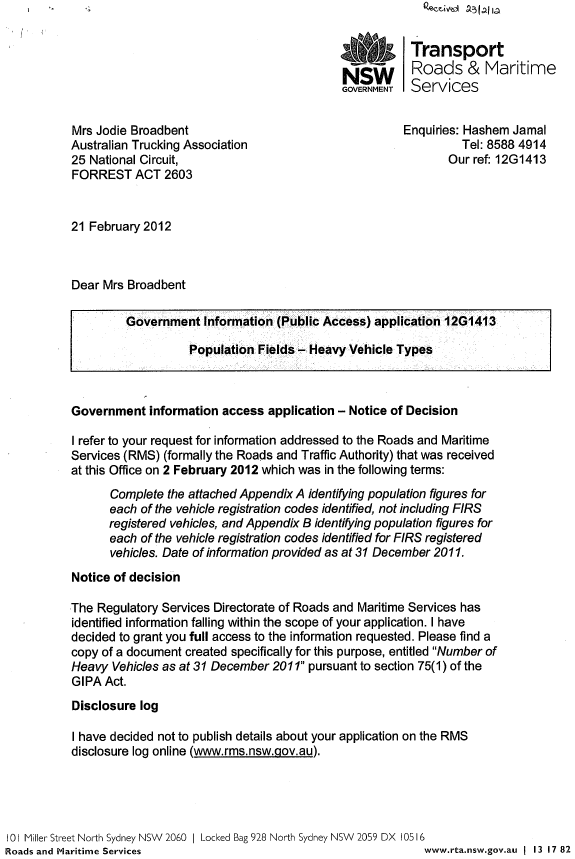 Received 23/2/12
NSW
GOVERNMENT
Transport
Roads & Maritime
Services
Mrs Jodie Broadbent
Australian Trucking Association
25 National Circuit,
FORREST ACT 2603
Enquiries: Hashem Jamal
Tel: 8588 4914
Our ref: 12G1413
21 February 2012
Dear Mrs Broadbent
Government Information (Public Access) application 12G1413
Population Fields – Heavy Vehicle Types
Government information access application – Notice of Decision
I refer to your request for information addressed to the Roads and Maritime
Services (RMS) (formally the Roads and Traffic Authority) that was received
at this Office on 2 February 2012 which was in the following terms:
Complete the attached Appendix A identifying population figures for
each of the vehicle registration codes identified, not including FIRS
registered vehicles, and Appendix B identifying population figures for
each of the vehicle registration codes identified for FIRS registered
vehicles. Date of information provided as at 31 December 2011.
Notice of decision
The Regulatory Services Directorate of Roads and Maritime Services has
identified information falling within the scope of your application. I have
decided to grant you full access to the information requested. Please find a
copy of a document created specifically for this purpose, entitled "Number of
Heavy Vehicles as at 31 December 2011" pursuant to section 75(1) of the
GIPA Act.
Disclosure log
I have decided not to publish details about your application on the RMS
disclosure log online (www.rms.nsw.gov.au).
101 Miller Street North Sydney NSW 2060 | Locked Bag 928 North Sydney NSW 2059 DX 10516
Roads and Maritime Services
www.rta.nsw.gov.au | 13 17 82